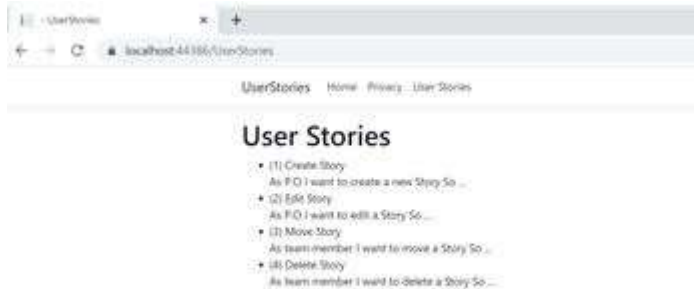 - UserStories
localhost:44386/UserStories
UserStories Home Privacy User Stories
User Stories
(1) Create Story
As P.O I want to create a new Story So ...
(2) Edit Story
As P.O I want to edit a Story So ...
(3) Move Story
As team member I want to move a Story So ...
(4) Delete Story
As team member I want to delete a Story So ...